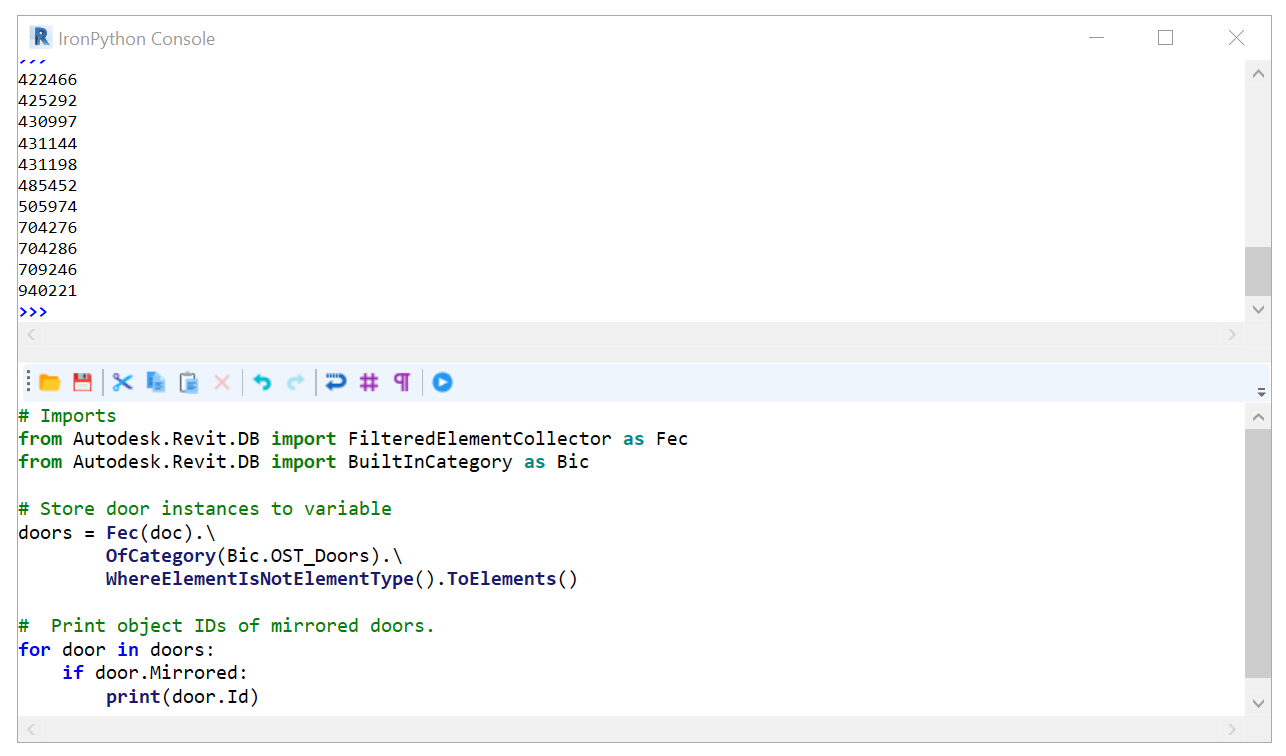 IronPython Console
>>>
422466
425292
430997
431144
431198
485452
505974
704276
704286
709246
940221
>>>
# Imports
from Autodesk.Revit.DB import FilteredElementCollector as Fec
from Autodesk.Revit.DB import BuiltInCategory as Bic
# Store door instances to variable
doors = Fec(doc).\
        OfCategory(Bic.OST_Doors).\
        WhereElementIsNotElementType().ToElements()
#  Print object IDs of mirrored doors.
for door in doors:
    if door.Mirrored:
        print(door.Id)